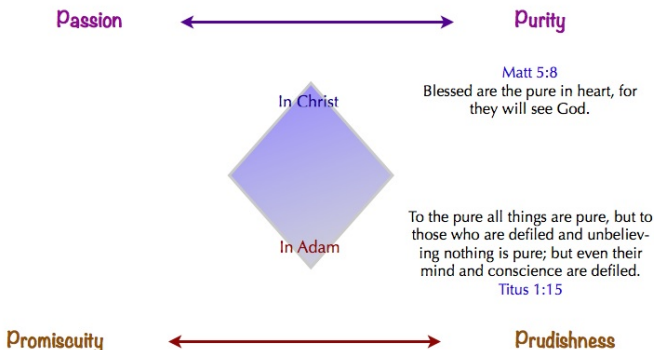 Passion
Purity
Matt 5:8
Blessed are the pure in heart, for
they will see God.
In Christ
To the pure all things are pure, but to
those who are defiled and unbeliev-
ing nothing is pure; but even their
mind and conscience are defiled.
Titus 1:15
In Adam
Promiscuity
Prudishness